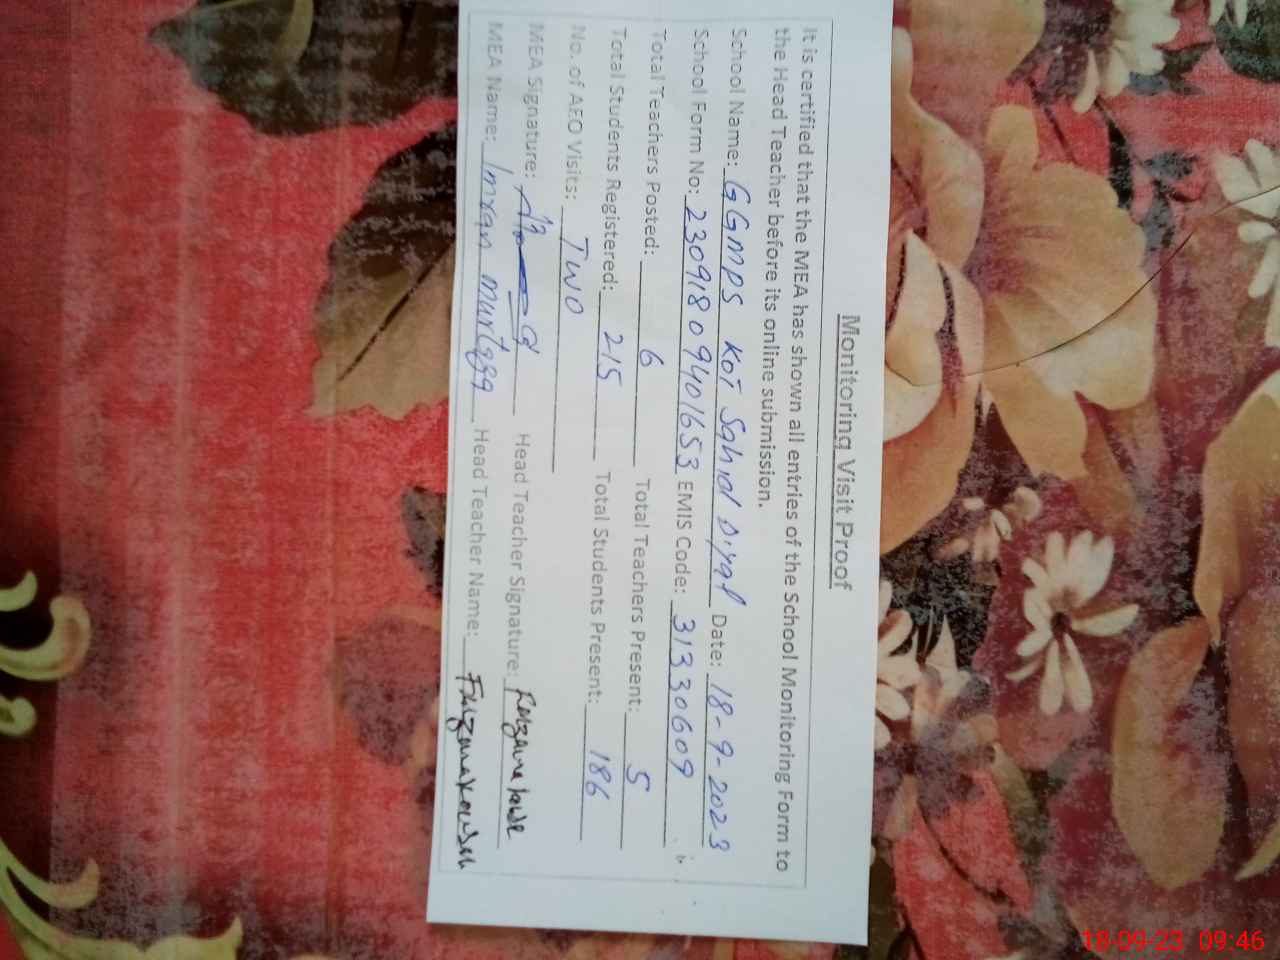 Monitoring Visit Proof
It is certified that the MEA has shown all entries of the School Monitoring Form to
the Head Teacher before its online submission.
School Name: GGMPS KOT Sahid Diyal Date: 18-9-2023
School Form No: 23091809401653 EMIS Code: 31330609
Total Teachers Posted: 6 Total Teachers Present: 5
Total Students Registered: 215 Total Students Present: 186
No. of AEO Visits: Two
MEA Signature: Head Teacher Signature:
MEA Name: Imran Murtaza Head Teacher Name:
18-09-23 09:46